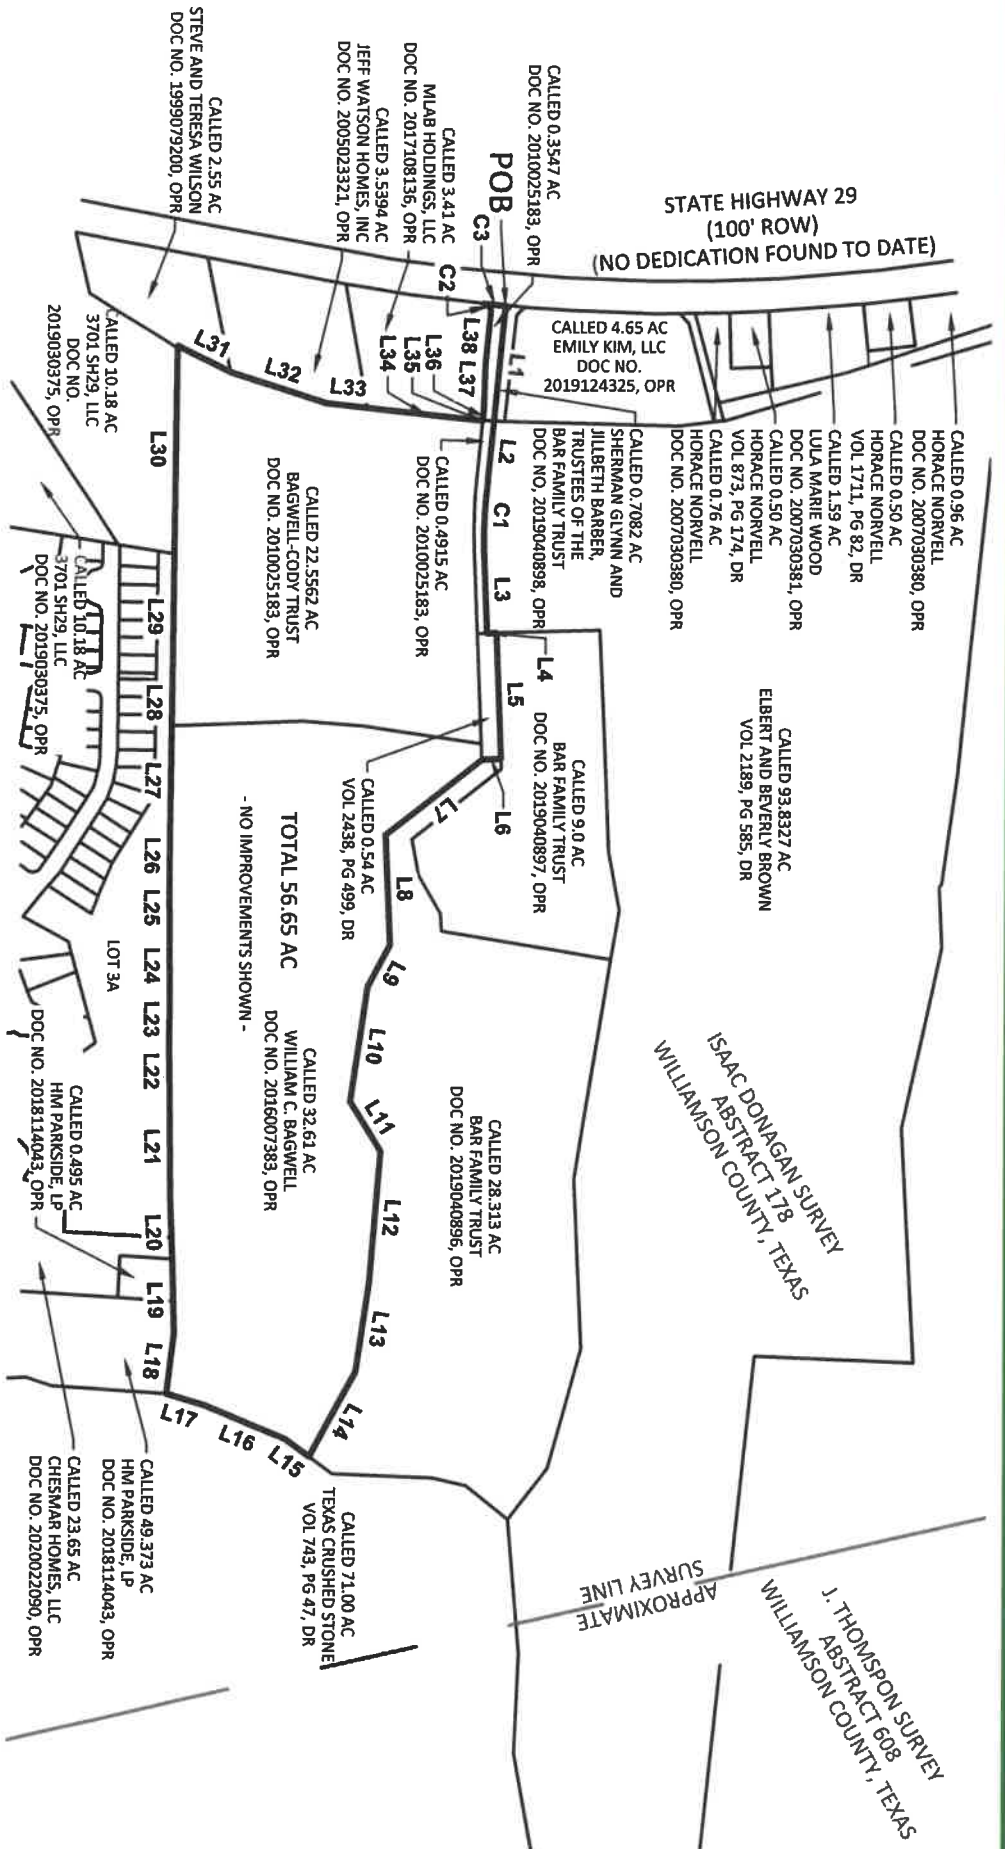 STATE HIGHWAY 29
(100' ROW)
(NO DEDICATION FOUND TO DATE)
CALLED 0.3547 AC
DOC NO. 2010025183, OPR
POB
C3
C2
CALLED 3.41 AC
MLAB HOLDINGS, LLC
DOC NO. 2017108136, OPR
CALLED 3.5394 AC
JEFF WATSON HOMES, INC
DOC NO. 2005023321, OPR
CALLED 2.55 AC
STEVE AND TERESA WILSON
DOC NO. 1999079200, OPR
CALLED 4.65 AC
EMILY KIM, LLC
DOC NO.
2019124325, OPR
CALLED 0.96 AC
HORACE NORVELL
DOC NO. 2007030380, OPR
CALLED 0.50 AC
HORACE NORVELL
VOL 1711, PG 82, DR
CALLED 1.59 AC
LULA MARIE WOOD
DOC NO. 2007030381, OPR
CALLED 0.50 AC
HORACE NORVELL
VOL 873, PG 174, DR
CALLED 0.76 AC
HORACE NORVELL
DOC NO. 2007030380, OPR
CALLED 0.7082 AC
SHERMAN GLYNN AND
JILLBETH BARBER,
TRUSTEES OF THE
BAR FAMILY TRUST
DOC NO, 2019040898, OPR
L1
L38
L37
L36
L35
L34
L33
L32
L31
L30
L2
C1
L3
L4
L5
L6
L7
L8
L9
L10
L11
L12
L13
L14
L15
L16
L17
L18
L19
L20
L21
L22
L23
L24
L25
L26
L27
L28
L29
CALLED 0.4915 AC
DOC NO. 2010025183, OPR
CALLED 22.5562 AC
BAGWELL-CODY TRUST
DOC NO. 2010025183, OPR
CALLED 10.18 AC
3701 SH29, LLC
DOC NO.
2019030375, OPR
CALLED 10.18 AC
3701 SH29, LLC
DOC NO. 2019030375, OPR
CALLED 93.8327 AC
ELBERT AND BEVERLY BROWN
VOL 2189, PG 585, DR
CALLED 9.0 AC
BAR FAMILY TRUST
DOC NO. 2019040897, OPR
CALLED 0.54 AC
VOL 2438, PG 499, DR
TOTAL 56.65 AC
- NO IMPROVEMENTS SHOWN -
CALLED 32.61 AC
WILLIAM C. BAGWELL
DOC NO. 2016007383, OPR
LOT 3A
CALLED 28.313 AC
BAR FAMILY TRUST
DOC NO. 2019040896, OPR
ISAAC DONAGAN SURVEY
ABSTRACT 178
WILLIAMSON COUNTY, TEXAS
CALLED 0.495 AC
HM PARKSIDE, LP
DOC NO. 2018114043, OPR
CALLED 49.373 AC
HM PARKSIDE, LP
DOC NO. 2018114043, OPR
CALLED 23.65 AC
CHESMAR HOMES, LLC
DOC NO. 2020022090, OPR
CALLED 71.00 AC
TEXAS CRUSHED STONE
VOL 743, PG 47, DR
APPROXIMATE
SURVEY LINE
J. THOMSPON SURVEY
ABSTRACT 608
WILLIAMSON COUNTY, TEXAS